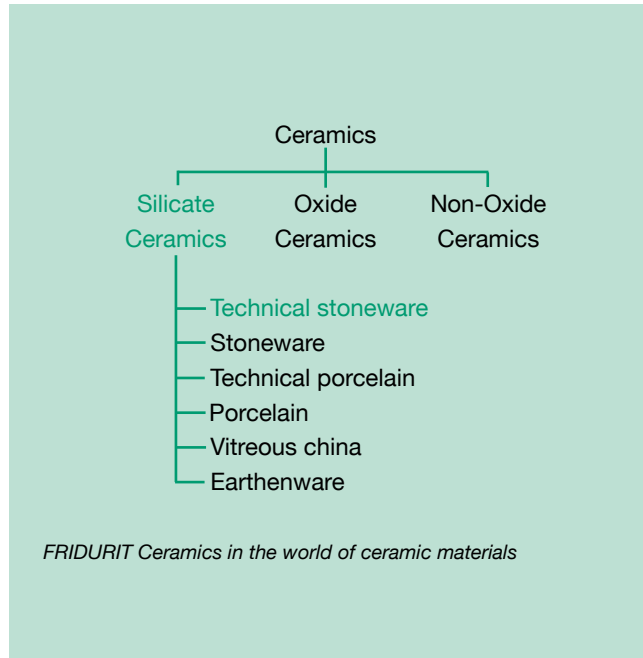 Ceramics
Silicate Ceramics
Oxide Ceramics
Non-Oxide Ceramics
Technical stoneware
Stoneware
Technical porcelain
Porcelain
Vitreous china
Earthenware
FRIDURIT Ceramics in the world of ceramic materials